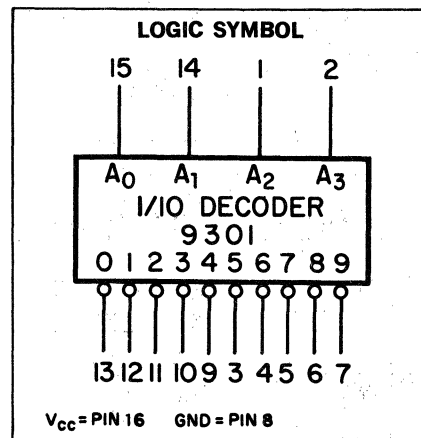 LOGIC SYMBOL
15 14 1 2
A0 A1 A2 A3
1/10 DECODER
9301
0 1 2 3 4 5 6 7 8 9
13 12 11 10 9 3 4 5 6 7
VCC = PIN 16 GND = PIN 8